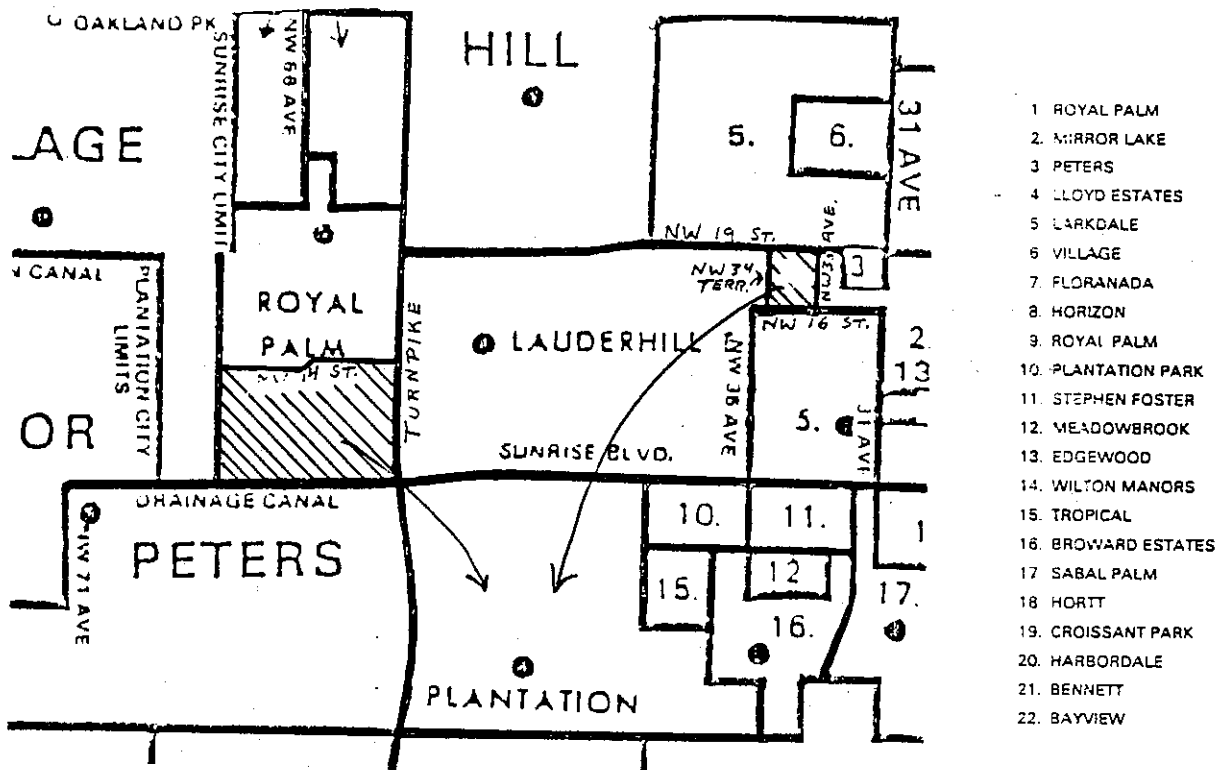 OAKLAND PK
SUNRISE CITY LIMIT
NW 68 AVE
HILL
AGE
31 AVE
5.
6.
NW 19 ST.
AVE.
N CANAL
PLANTATION CITY
LIMITS
ROYAL
PALM
14 ST.
TURNPIKE
LAUDERHILL
NW 34
TERR.
3
NW 16 ST.
NW 38 AVE
2
13
5.
31 AVE
OR
SUNRISE BLVD.
DRAINAGE CANAL
NW 71 AVE
PETERS
10.
11.
1
12
15.
16.
17.
PLANTATION
1 ROYAL PALM
2. MIRROR LAKE
3 PETERS
4 LLOYD ESTATES
5 LARKDALE
6 VILLAGE
7. FLORANADA
8. HORIZON
9. ROYAL PALM
10. PLANTATION PARK
11. STEPHEN FOSTER
12. MEADOWBROOK
13. EDGEWOOD
14. WILTON MANORS
15. TROPICAL
16. BROWARD ESTATES
17 SABAL PALM
18 HORTT
19. CROISSANT PARK
20. HARBORDALE
21. BENNETT
22. BAYVIEW